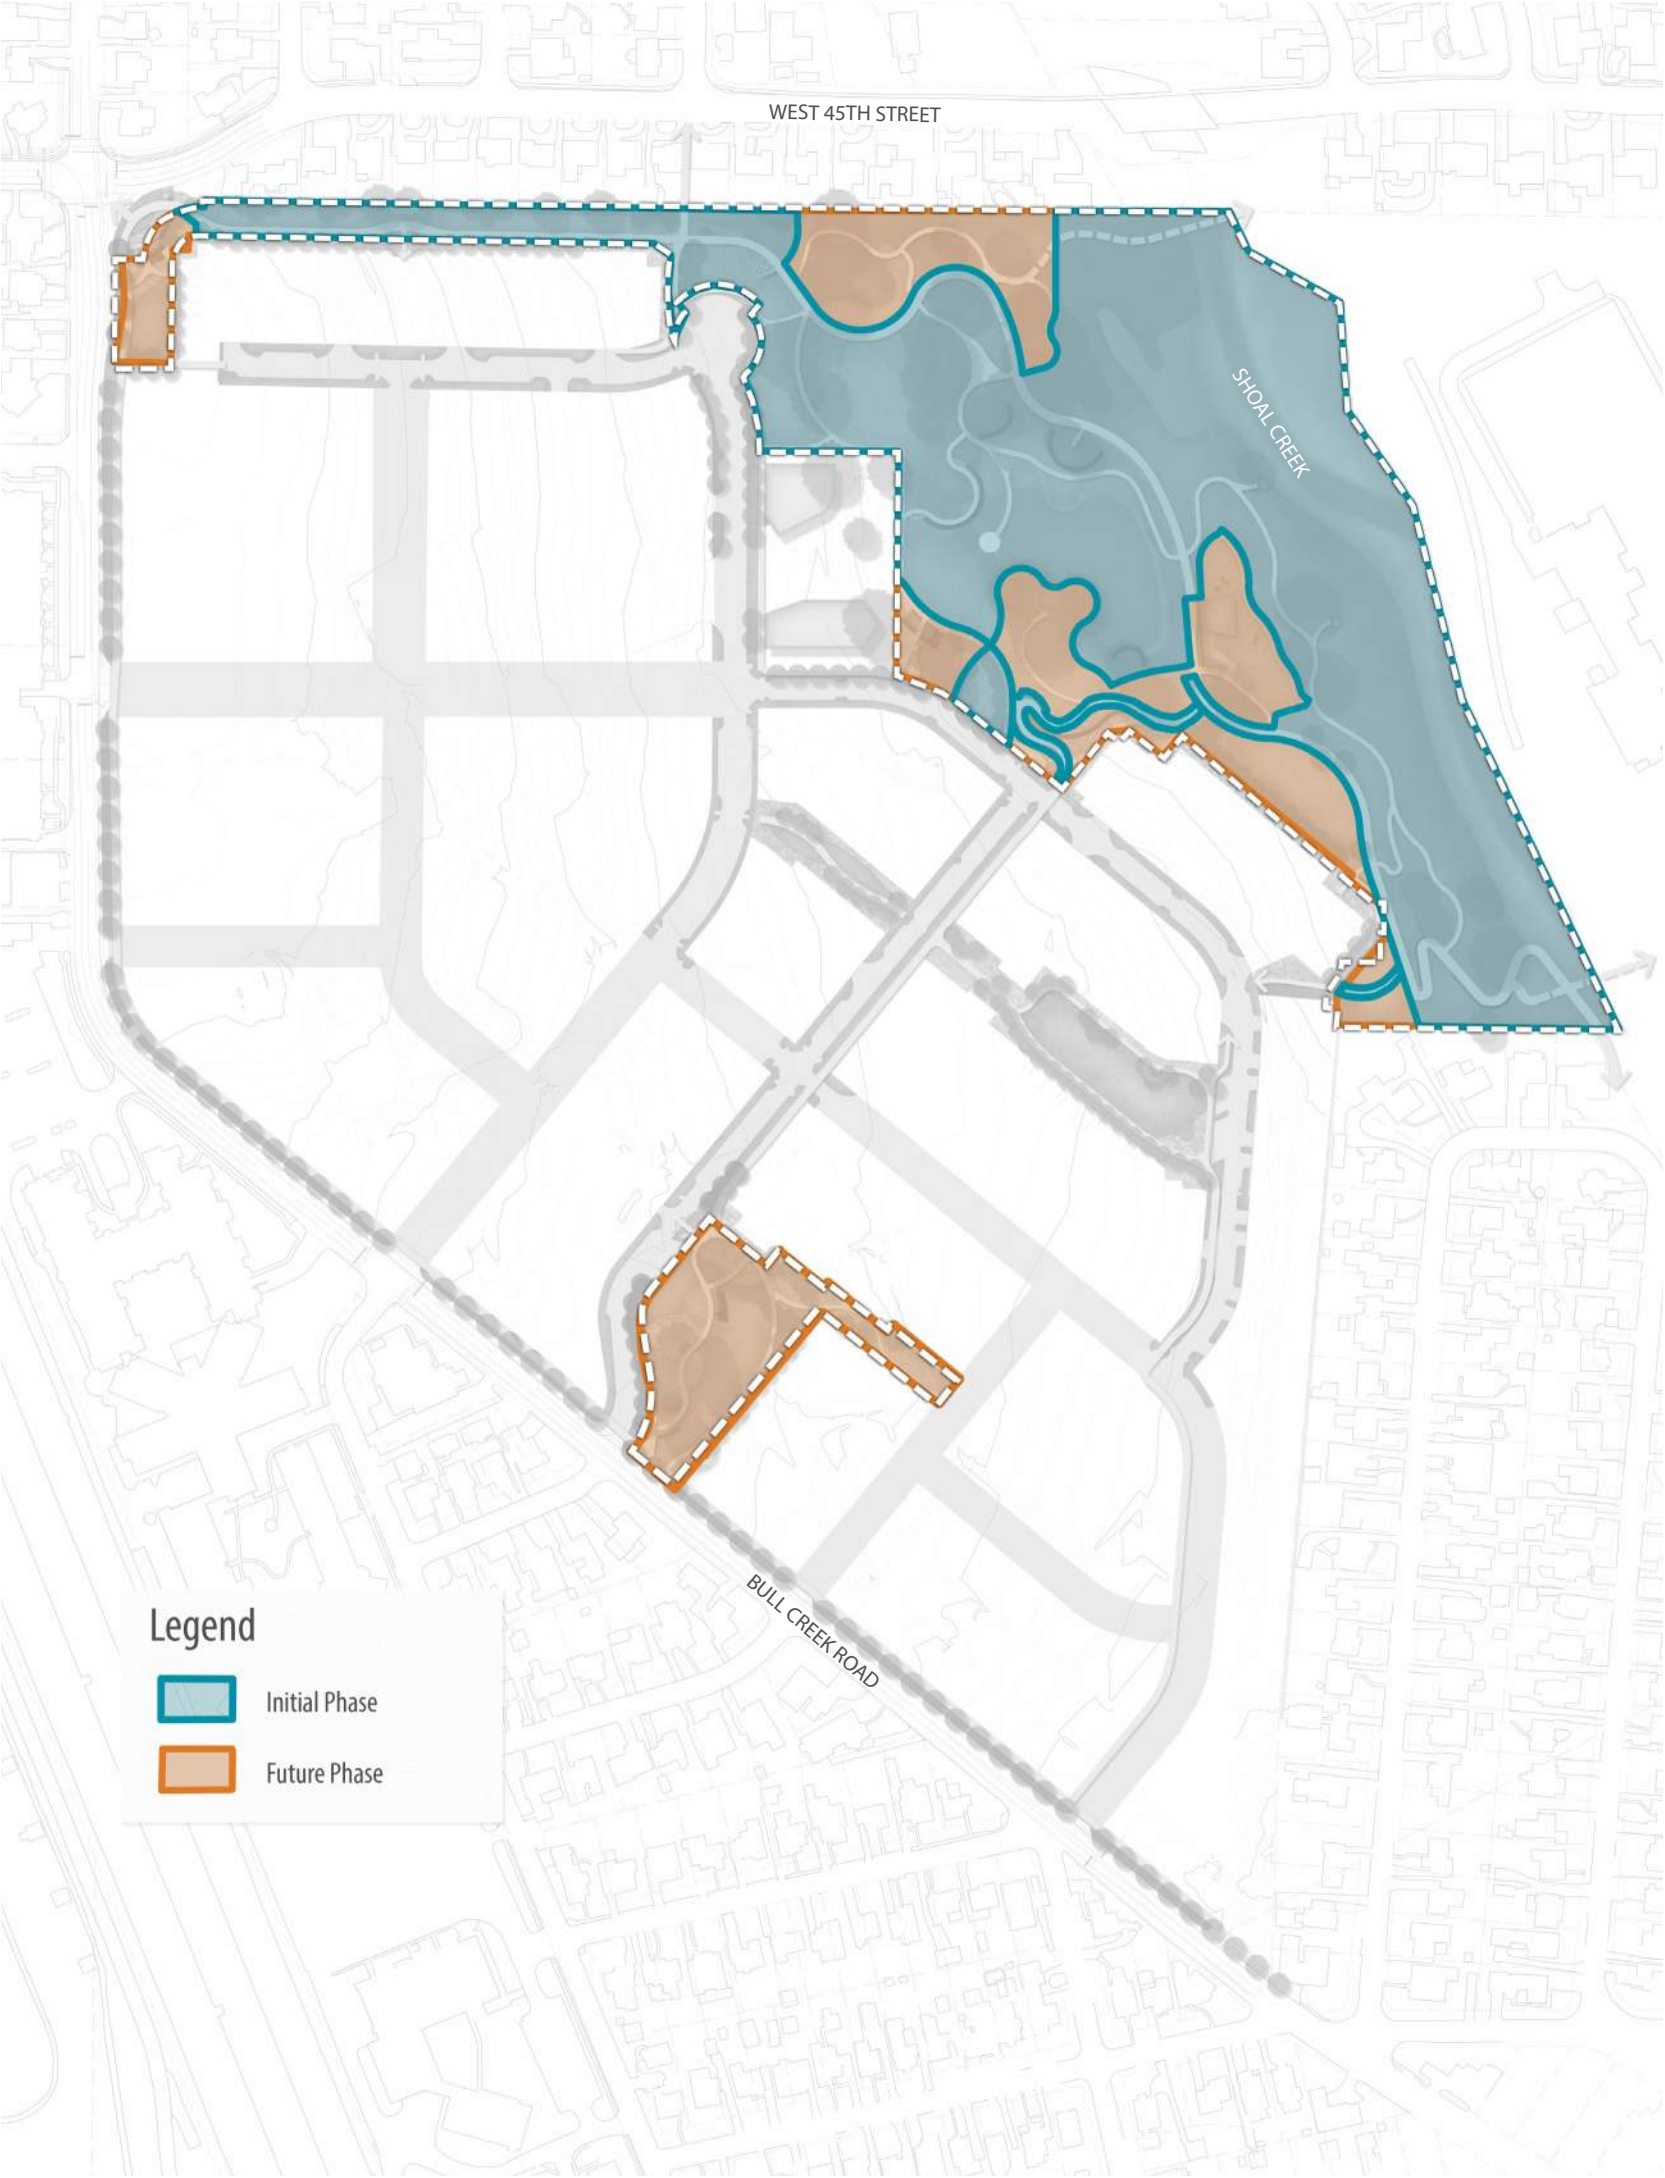 WEST 45TH STREET
SHOAL CREEK
BULL CREEK ROAD
Legend
Initial Phase
Future Phase